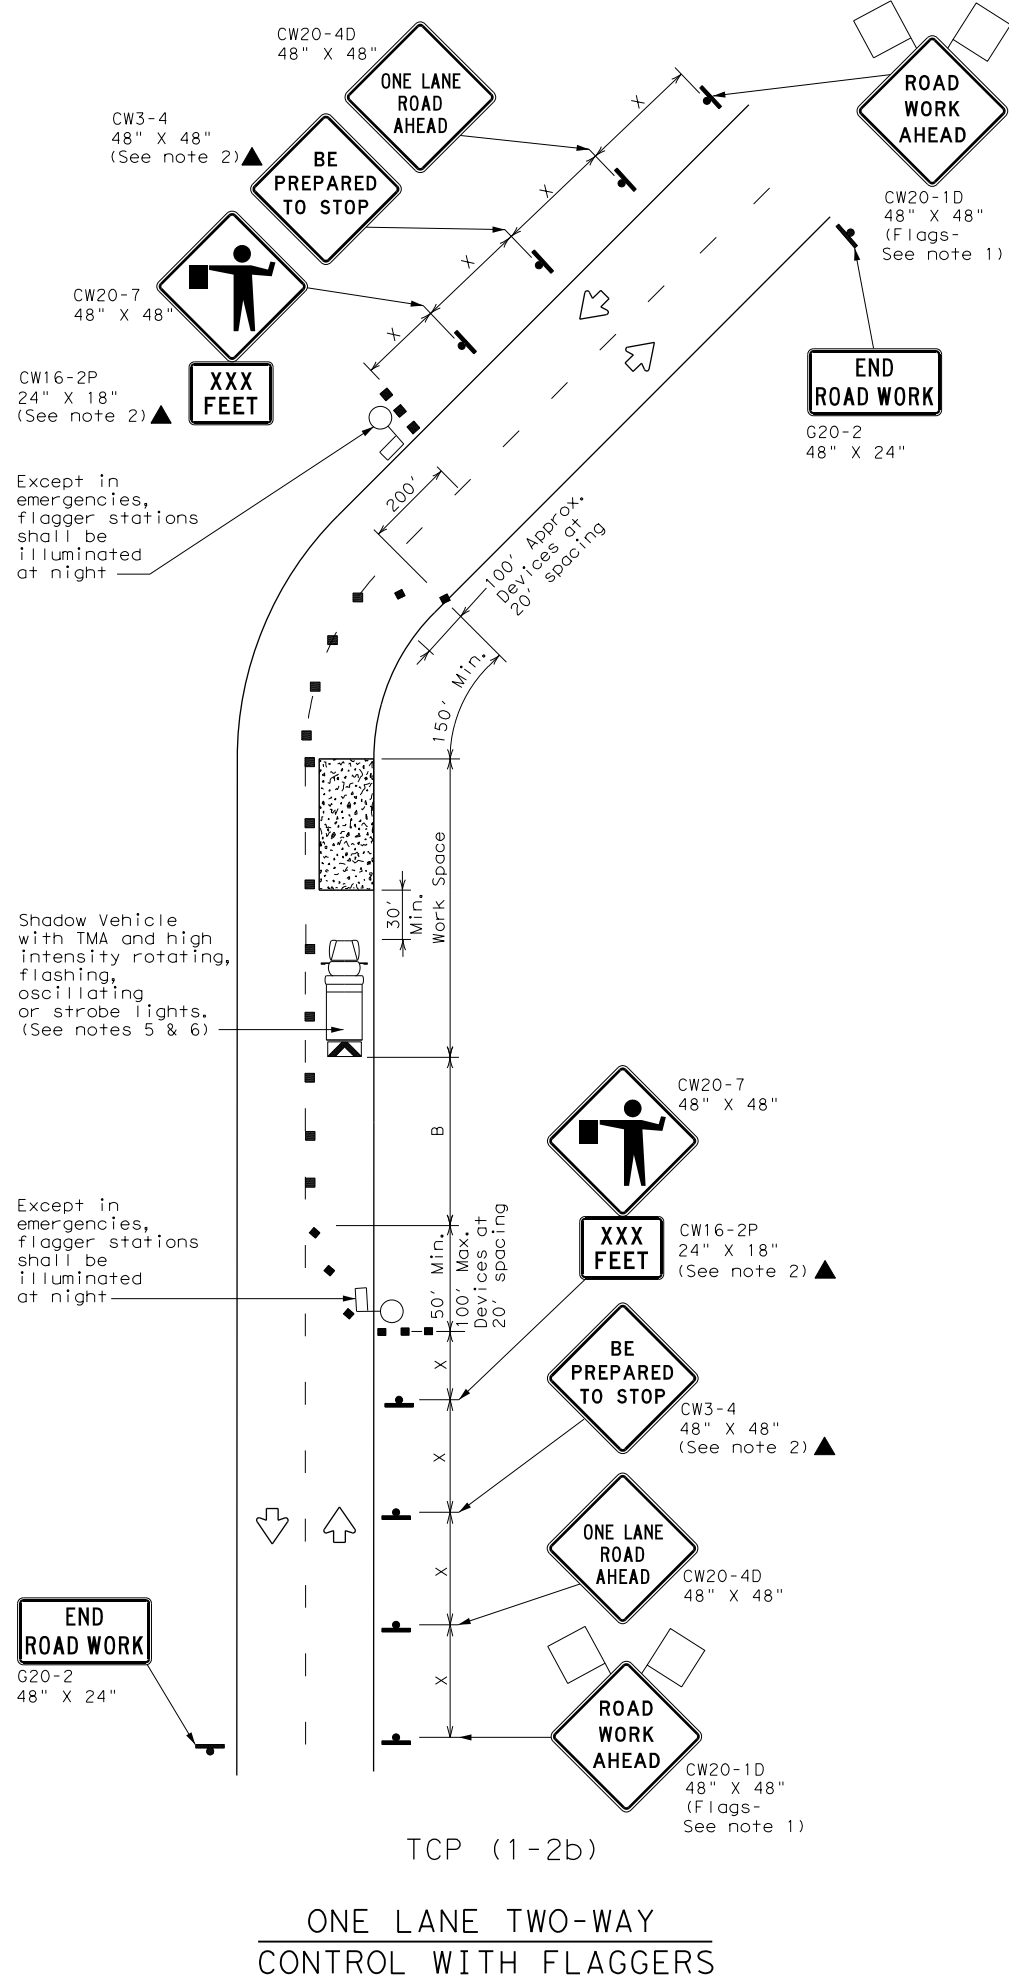 CW20-4D
48" X 48"
ONE LANE
ROAD
AHEAD
ROAD
WORK
AHEAD
CW20-1D
48" X 48"
(Flags-
See note 1)
CW3-4
48" X 48"
(See note 2)
BE
PREPARED
TO STOP
CW20-7
48" X 48"
CW16-2P
24" X 18"
(See note 2)
XXX
FEET
X
X
X
X
END
ROAD WORK
G20-2
48" X 24"
Except in
emergencies,
flagger stations
shall be
illuminated
at night
200'
100' Approx.
Devices at
20' spacing
150' Min.
Work Space
30'
Min.
Shadow Vehicle
with TMA and high
intensity rotating,
flashing,
oscillating
or strobe lights.
(See notes 5 & 6)
B
CW20-7
48" X 48"
XXX
FEET
CW16-2P
24" X 18"
(See note 2)
Except in
emergencies,
flagger stations
shall be
illuminated
at night
50' Min.
100' Max.
Devices at
20' spacing
X
X
X
X
BE
PREPARED
TO STOP
CW3-4
48" X 48"
(See note 2)
ONE LANE
ROAD
AHEAD
CW20-4D
48" X 48"
END
ROAD WORK
G20-2
48" X 24"
ROAD
WORK
AHEAD
CW20-1D
48" X 48"
(Flags-
See note 1)
TCP (1-2b)
ONE LANE TWO-WAY
CONTROL WITH FLAGGERS